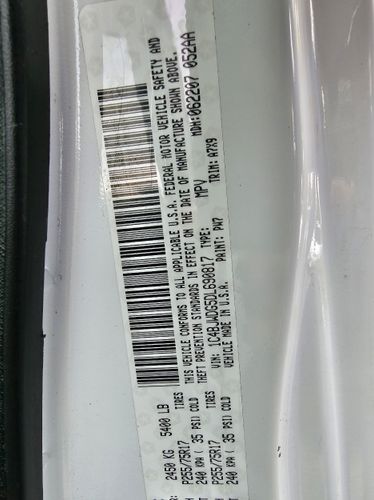 2450 KG 5400 LB
TIRES
P255/75R17
240 KPA ( 35 PSI) COLD
TIRES
P255/75R17
240 KPA ( 35 PSI) COLD
THIS VEHICLE CONFORMS TO ALL APPLICABLE U.S.A. FEDERAL MOTOR VEHICLE SAFETY AND
THEFT PREVENTION STANDARDS IN EFFECT ON THE DATE OF MANUFACTURE SHOWN ABOVE.
VIN: 1C4BJWDG5DL690817 TYPE: MPV MDH:062207 052AA
VEHICLE MADE IN U.S.A. PAINT: PW7 TRIM: A7X9